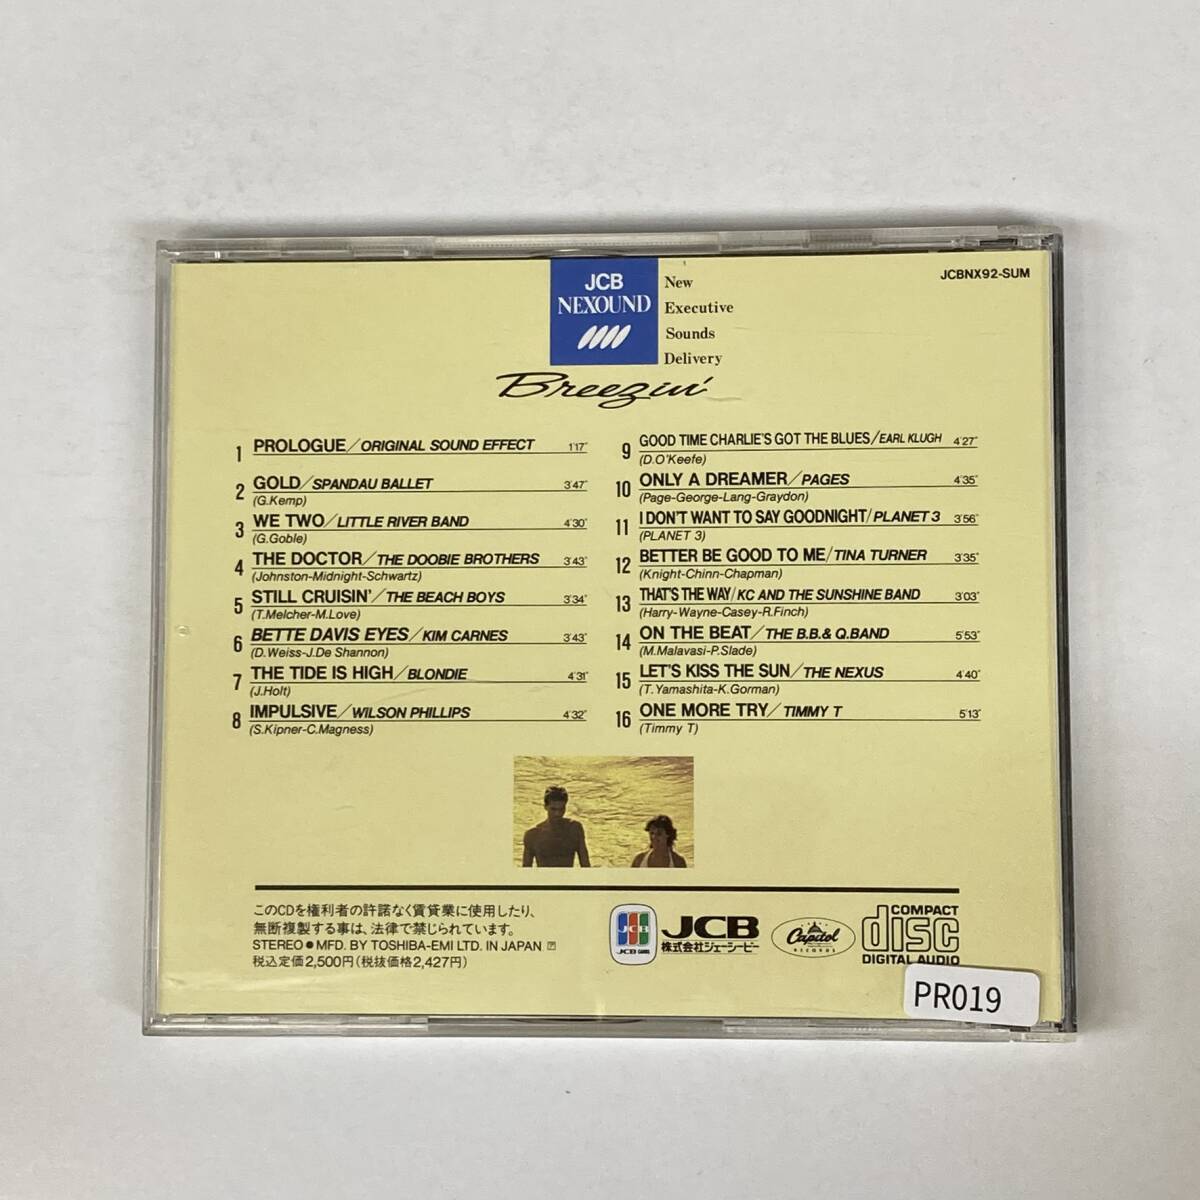 JCB
NEXOUND
New
Executive
Sounds
Delivery
JCBNX92-SUM
Breezin'
1 PROLOGUE/ORIGINAL SOUND EFFECT 1'17"
2 GOLD/SPANDAU BALLET 3'47"
(G.Kemp)
3 WE TWO/LITTLE RIVER BAND 4'30"
(G.Goble)
4 THE DOCTOR/THE DOOBIE BROTHERS 3'43"
(Johnston-Midnight-Schwartz)
5 STILL CRUISIN'/THE BEACH BOYS 3'34"
(T.Melcher-M.Love)
6 BETTE DAVIS EYES/KIM CARNES 3'43"
(D.Weiss-J.De Shannon)
7 THE TIDE IS HIGH/BLONDIE 4'31"
(J.Holt)
8 IMPULSIVE/WILSON PHILLIPS 4'32"
(S.Kipner-C.Magness)
9 GOOD TIME CHARLIE'S GOT THE BLUES/EARL KLUGH 4'27"
(D.O'Keefe)
10 ONLY A DREAMER/PAGES 4'35"
(Page-George-Lang-Graydon)
11 I DON'T WANT TO SAY GOODNIGHT/PLANET 3 3'56"
(PLANET 3)
12 BETTER BE GOOD TO ME/TINA TURNER 3'35"
(Knight-Chinn-Chapman)
13 THAT'S THE WAY/KC AND THE SUNSHINE BAND 3'03"
(Harry-Wayne-Casey-R.Finch)
14 ON THE BEAT/THE B.B.& Q.BAND 5'53"
(M.Malavasi-P.Slade)
15 LET'S KISS THE SUN/THE NEXUS 4'40"
(T.Yamashita-K.Gorman)
16 ONE MORE TRY/TIMMY T 5'13"
(Timmy T)
このCDを権利者の許諾なく賃貸業に使用したり、
無断複製する事は、法律で禁じられています。
STEREO ● MFD. BY TOSHIBA-EMI LTD. IN JAPAN Ⓟ
税込定価2,500円(税抜価格2,427円)
JCB
JCB CARD
JCB
株式会社ジェーシービー
Capitol
RECORDS
COMPACT
disc
DIGITAL AUDIO
PR019